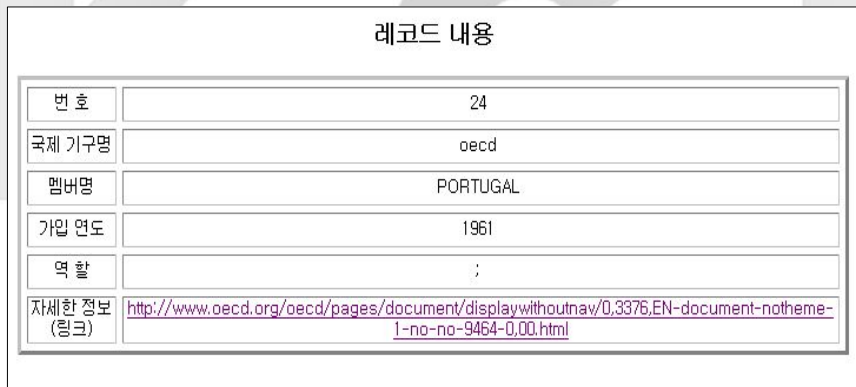 레코드 내용
번 호 24
국제 기구명 oecd
멤버명 PORTUGAL
가입 연도 1961
역 할 ;
자세한 정보 (링크) http://www.oecd.org/oecd/pages/document/displaywithoutnav/0,3376,EN-document-notheme-
1-no-no-9464-0,00.html